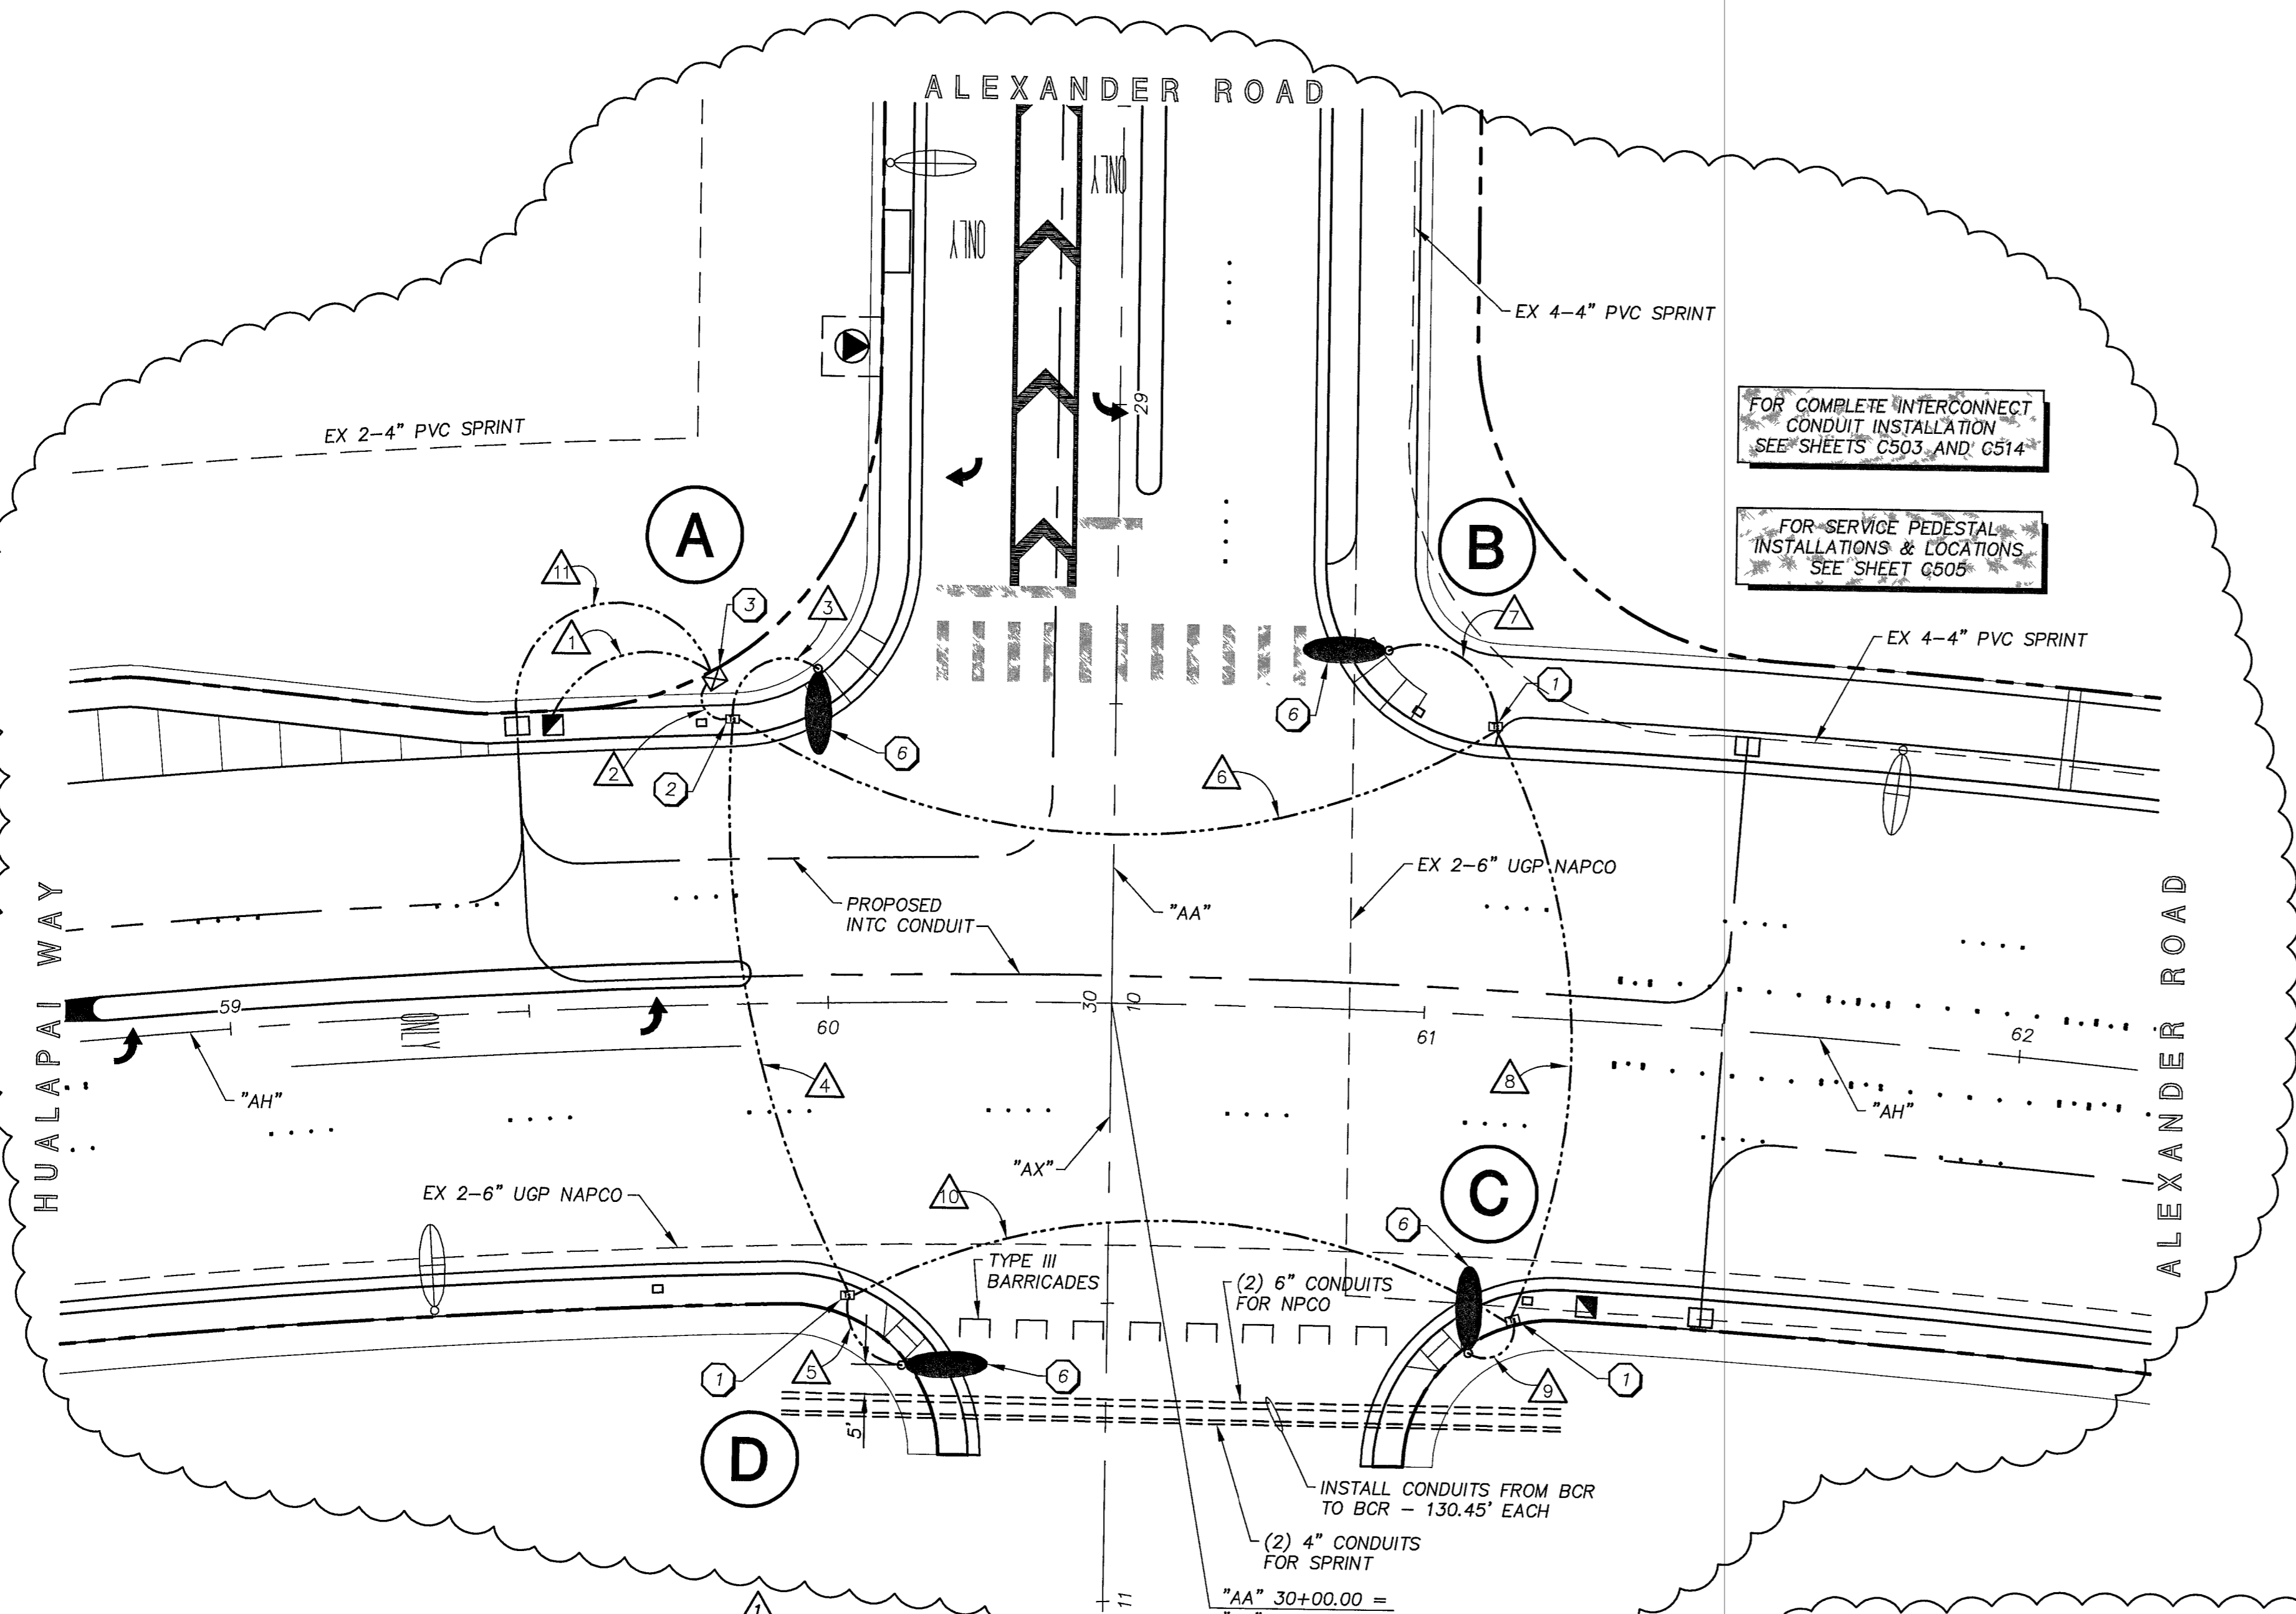 ALEXANDER ROAD
ONLY
ONLY
EX 4-4" PVC SPRINT
29
FOR COMPLETE INTERCONNECT
CONDUIT INSTALLATION
SEE SHEETS C503 AND C514
EX 2-4" PVC SPRINT
A
B
FOR SERVICE PEDESTAL
INSTALLATIONS & LOCATIONS
SEE SHEET C505
11
3
3
7
1
EX 4-4" PVC SPRINT
1
6
6
2
2
6
EX 2-6" UGP NAPCO
HUALAPAI WAY
PROPOSED
INTC CONDUIT
"AA"
ALEXANDER ROAD
59
ONLY
60
30
10
61
62
4
8
"AH"
"AH"
"AX"
C
EX 2-6" UGP NAPCO
10
6
TYPE III
BARRICADES
(2) 6" CONDUITS
FOR NPCO
1
5
6
9
1
5'
D
INSTALL CONDUITS FROM BCR
TO BCR - 130.45' EACH
(2) 4" CONDUITS
FOR SPRINT
11
"AA" 30+00.00 =
1